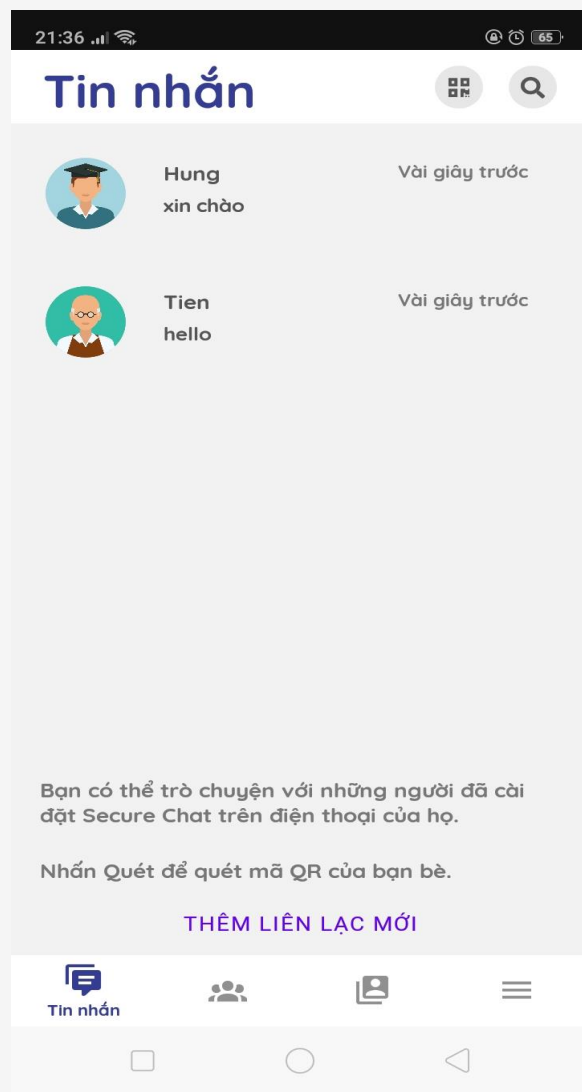 21:36
65
Tin nhắn
Hung
Vài giây trước
xin chào
Tien
Vài giây trước
hello
Bạn có thể trò chuyện với những người đã cài
đặt Secure Chat trên điện thoại của họ.
Nhấn Quét để quét mã QR của bạn bè.
THÊM LIÊN LẠC MỚI
Tin nhắn